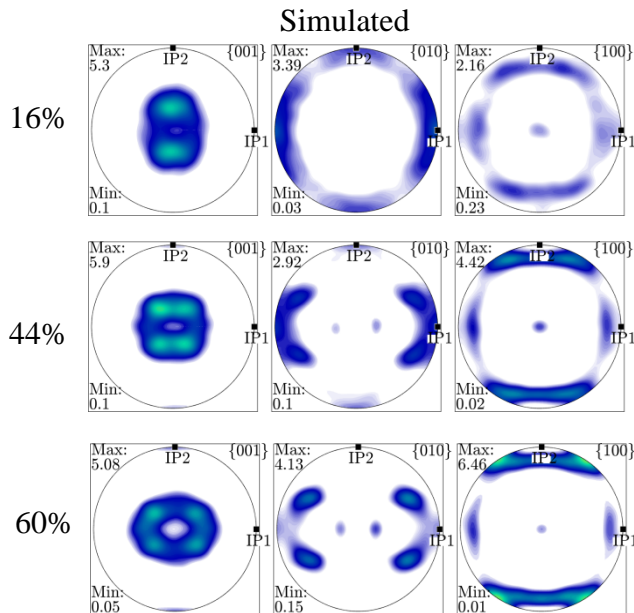 Simulated
16%
Max: {001}
5.3 IP2
IP1
Min:
0.1
Max: {010}
3.39 IP2
IP1
Min:
0.03
Max: {100}
2.16 IP2
IP1
Min:
0.23
44%
Max: {001}
5.9 IP2
IP1
Min:
0.1
Max: {010}
2.92 IP2
IP1
Min:
0.1
Max: {100}
4.42 IP2
IP1
Min:
0.02
60%
Max: {001}
5.08 IP2
IP1
Min:
0.05
Max: {010}
4.13 IP2
IP1
Min:
0.15
Max: {100}
6.46 IP2
IP1
Min:
0.01